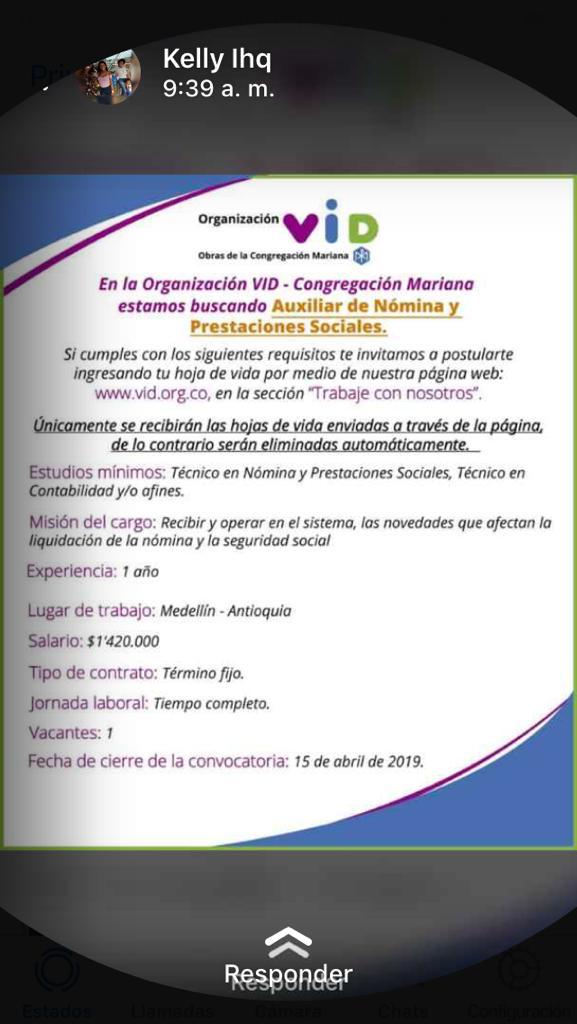 Kelly Ihq
9:39 a. m.
Organización VID
Obras de la Congregación Mariana
En la Organización VID - Congregación Mariana
estamos buscando Auxiliar de Nómina y
Prestaciones Sociales.
Si cumples con los siguientes requisitos te invitamos a postularte
ingresando tu hoja de vida por medio de nuestra página web:
www.vid.org.co, en la sección "Trabaje con nosotros".
Únicamente se recibirán las hojas de vida enviadas a través de la página,
de lo contrario serán eliminadas automáticamente.
Estudios mínimos: Técnico en Nómina y Prestaciones Sociales, Técnico en
Contabilidad y/o afines.
Misión del cargo: Recibir y operar en el sistema, las novedades que afectan la
liquidación de la nómina y la seguridad social
Experiencia: 1 año
Lugar de trabajo: Medellín - Antioquia
Salario: $1'420.000
Tipo de contrato: Término fijo.
Jornada laboral: Tiempo completo.
Vacantes: 1
Fecha de cierre de la convocatoria: 15 de abril de 2019.
Responder
Responder
Estados Llamadas Cámara Chats Configuración